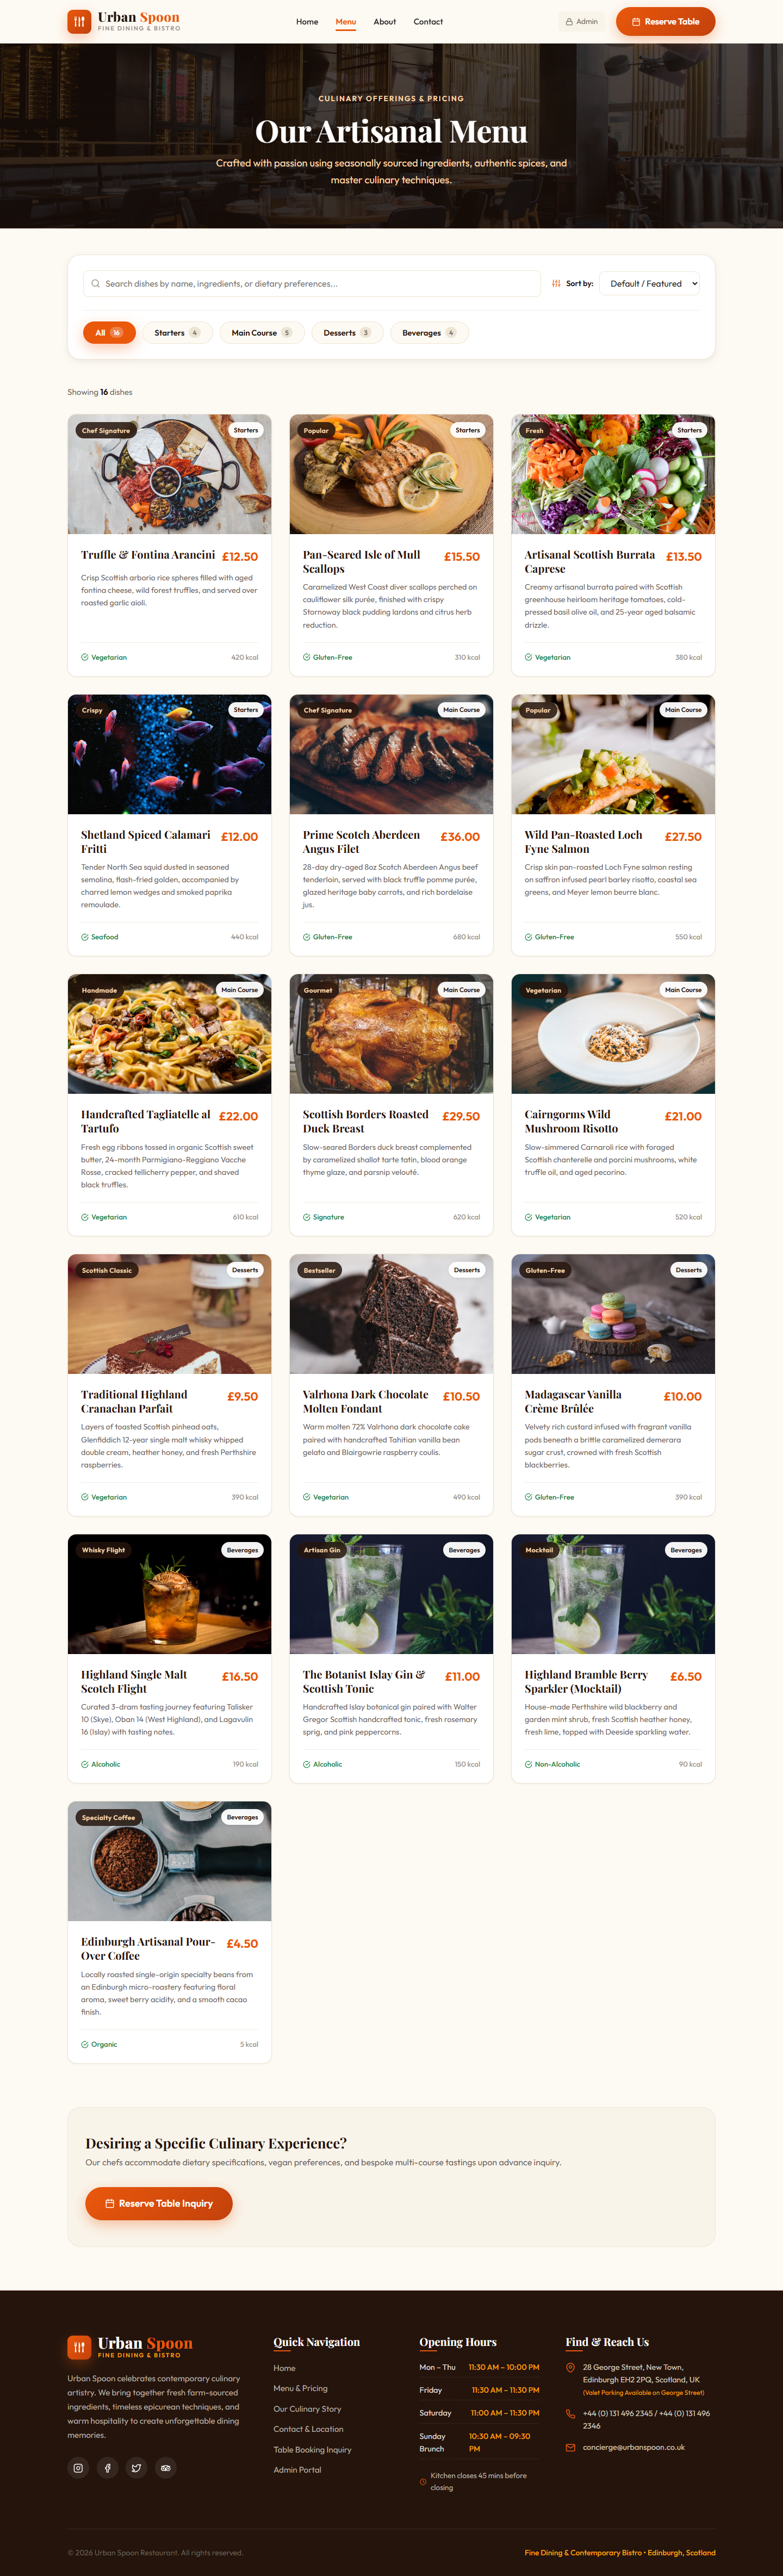 Urban Spoon
FINE DINING & BISTRO
Home
Menu
About
Contact
Admin
Reserve Table
CULINARY OFFERINGS & PRICING
Our Artisanal Menu
Crafted with passion using seasonally sourced ingredients, authentic spices, and
master culinary techniques.
Search dishes by name, ingredients, or dietary preferences...
Sort by:
Default / Featured
All 16
Starters 4
Main Course 5
Desserts 3
Beverages 4
Showing 16 dishes
Chef Signature
Starters
Truffle & Fontina Arancini
£12.50
Crisp Scottish arborio rice spheres filled with aged
fontina cheese, wild forest truffles, and served over
roasted garlic aioli.
Vegetarian
420 kcal
Popular
Starters
Pan-Seared Isle of Mull
Scallops
£15.50
Caramelized West Coast diver scallops perched on
cauliflower silk purée, finished with crispy
Stornoway black pudding lardons and citrus herb
reduction.
Gluten-Free
310 kcal
Fresh
Starters
Artisanal Scottish Burrata
Caprese
£13.50
Creamy artisanal burrata paired with Scottish
greenhouse heirloom heritage tomatoes, cold-
pressed basil olive oil, and 25-year aged balsamic
drizzle.
Vegetarian
380 kcal
Crispy
Starters
Shetland Spiced Calamari
Fritti
£12.00
Tender North Sea squid dusted in seasoned
semolina, flash-fried golden, accompanied by
charred lemon wedges and smoked paprika
remoulade.
Seafood
440 kcal
Chef Signature
Main Course
Prime Scotch Aberdeen
Angus Filet
£36.00
28-day dry-aged 8oz Scotch Aberdeen Angus beef
tenderloin, served with black truffle pomme purée,
glazed heritage baby carrots, and rich bordelaise
jus.
Gluten-Free
680 kcal
Popular
Main Course
Wild Pan-Roasted Loch
Fyne Salmon
£27.50
Crisp skin pan-roasted Loch Fyne salmon resting
on saffron infused pearl barley risotto, coastal sea
greens, and Meyer lemon beurre blanc.
Gluten-Free
550 kcal
Handmade
Main Course
Handcrafted Tagliatelle al
Tartufo
£22.00
Fresh egg ribbons tossed in organic Scottish sweet
butter, 24-month Parmigiano-Reggiano Vacche
Rosse, cracked tellicherry pepper, and shaved
black truffles.
Vegetarian
610 kcal
Gourmet
Main Course
Scottish Borders Roasted
Duck Breast
£29.50
Slow-seared Borders duck breast complemented
by caramelized shallot tarte tatin, blood orange
thyme glaze, and parsnip velouté.
Signature
620 kcal
Vegetarian
Main Course
Cairngorms Wild
Mushroom Risotto
£21.00
Slow-simmered Carnaroli rice with foraged
Scottish chanterelle and porcini mushrooms, white
truffle oil, and aged pecorino.
Vegetarian
520 kcal
Scottish Classic
Desserts
Traditional Highland
Cranachan Parfait
£9.50
Layers of toasted Scottish pinhead oats,
Glenfiddich 12-year single malt whisky whipped
double cream, heather honey, and fresh Perthshire
raspberries.
Vegetarian
390 kcal
Bestseller
Desserts
Valrhona Dark Chocolate
Molten Fondant
£10.50
Warm molten 72% Valrhona dark chocolate cake
paired with handcrafted Tahitian vanilla bean
gelato and Blairgowrie raspberry coulis.
Vegetarian
490 kcal
Gluten-Free
Desserts
Madagascar Vanilla
Crème Brûlée
£10.00
Velvety rich custard infused with fragrant vanilla
pods beneath a brittle caramelized demerara
sugar crust, crowned with fresh Scottish
blackberries.
Gluten-Free
390 kcal
Whisky Flight
Beverages
Highland Single Malt
Scotch Flight
£16.50
Curated 3-dram tasting journey featuring Talisker
10 (Skye), Oban 14 (West Highland), and Lagavulin
16 (Islay) with tasting notes.
Alcoholic
190 kcal
Artisan Gin
Beverages
The Botanist Islay Gin &
Scottish Tonic
£11.00
Handcrafted Islay botanical gin paired with Walter
Gregor Scottish handcrafted tonic, fresh rosemary
sprig, and pink peppercorns.
Alcoholic
150 kcal
Mocktail
Beverages
Highland Bramble Berry
Sparkler (Mocktail)
£6.50
House-made Perthshire wild blackberry and
garden mint shrub, fresh Scottish heather honey,
fresh lime, topped with Deeside sparkling water.
Non-Alcoholic
90 kcal
Specialty Coffee
Beverages
Edinburgh Artisanal Pour-
Over Coffee
£4.50
Locally roasted single-origin specialty beans from
an Edinburgh micro-roastery featuring floral
aroma, sweet berry acidity, and a smooth cacao
finish.
Organic
5 kcal
Desiring a Specific Culinary Experience?
Our chefs accommodate dietary specifications, vegan preferences, and bespoke multi-course tastings upon advance inquiry.
Reserve Table Inquiry
Urban Spoon
FINE DINING & BISTRO
Urban Spoon celebrates contemporary culinary
artistry. We bring together fresh farm-sourced
ingredients, timeless epicurean techniques, and
warm hospitality to create unforgettable dining
memories.
Quick Navigation
Home
Menu & Pricing
Our Culinary Story
Contact & Location
Table Booking Inquiry
Admin Portal
Opening Hours
Mon – Thu
11:30 AM – 10:00 PM
Friday
11:30 AM – 11:30 PM
Saturday
11:00 AM – 11:30 PM
Sunday
Brunch
10:30 AM – 09:30
PM
Kitchen closes 45 mins before
closing
Find & Reach Us
28 George Street, New Town,
Edinburgh EH2 2PQ, Scotland, UK
(Valet Parking Available on George Street)
+44 (0) 131 496 2345 / +44 (0) 131 496
2346
concierge@urbanspoon.co.uk
© 2026 Urban Spoon Restaurant. All rights reserved.
Fine Dining & Contemporary Bistro • Edinburgh, Scotland